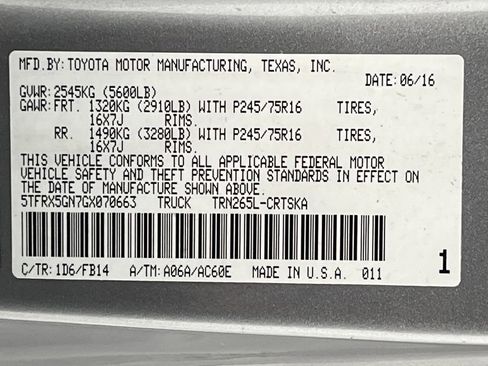 MFD.BY: TOYOTA MOTOR MANUFACTURING, TEXAS, INC.
DATE: 06/16
GVWR: 2545KG (5600LB)
GAWR: FRT. 1320KG (2910LB) WITH P245/75R16 TIRES,
16X7J RIMS.
RR. 1490KG (3280LB) WITH P245/75R16 TIRES,
16X7J RIMS.
THIS VEHICLE CONFORMS TO ALL APPLICABLE FEDERAL MOTOR
VEHICLE SAFETY AND THEFT PREVENTION STANDARDS IN EFFECT ON
THE DATE OF MANUFACTURE SHOWN ABOVE.
5TFRX5GN7GX070663 TRUCK TRN265L-CRTSKA
C/TR: 1D6/FB14 A/TM: A06A/AC60E MADE IN U.S.A. 011 1